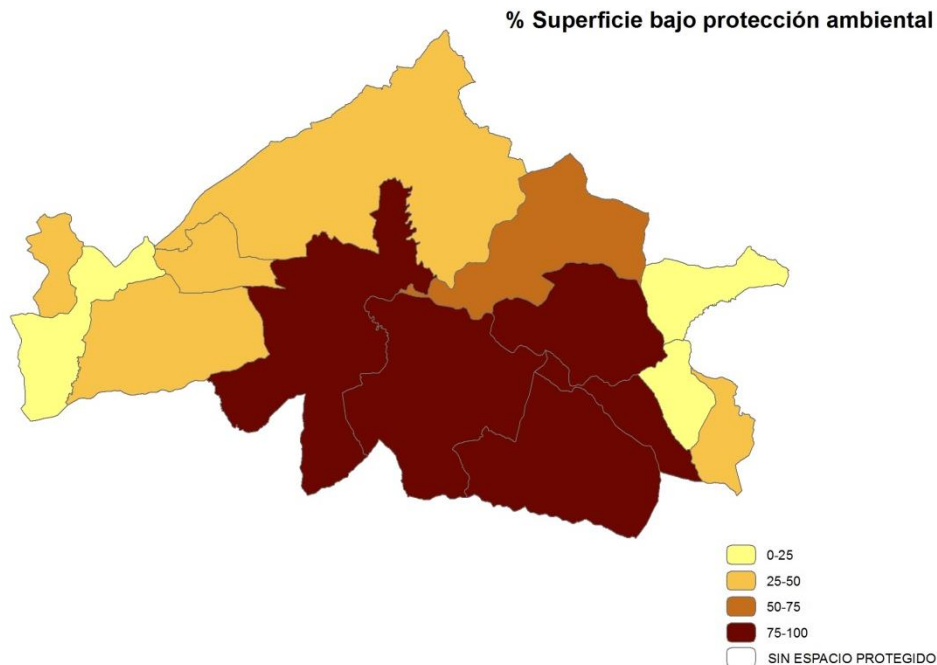 % Superficie bajo protección ambiental
0-25
25-50
50-75
75-100
SIN ESPACIO PROTEGIDO